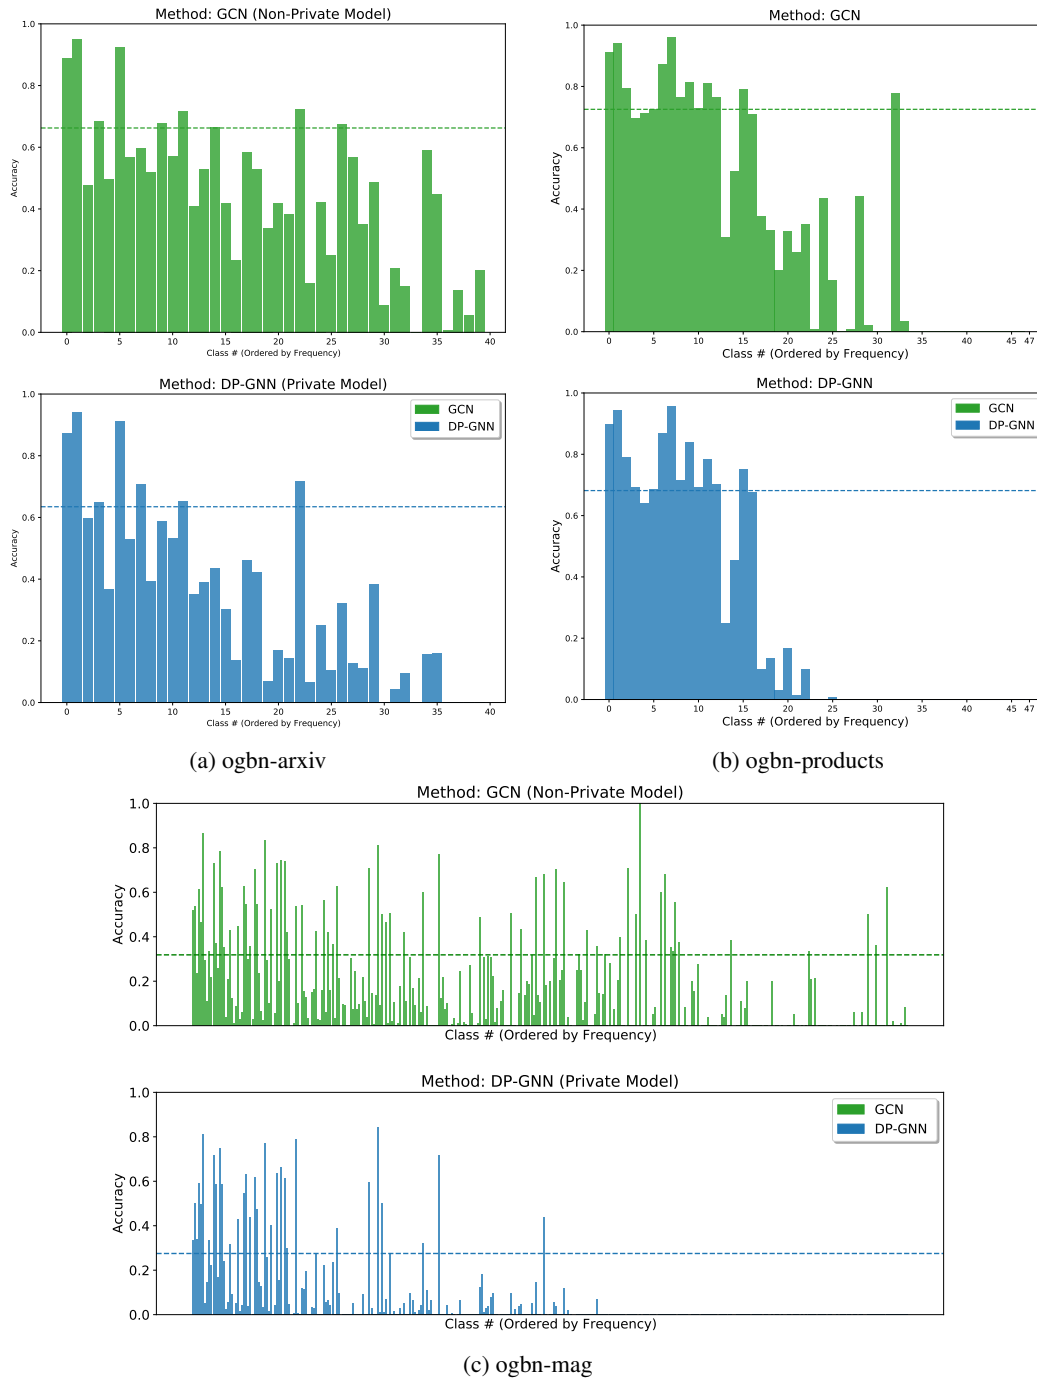 Method: GCN (Non-Private Model)
1.0
0.8
0.6
0.4
0.2
0.0
Accuracy
0 5 10 15 20 25 30 35 40
Class # (Ordered by Frequency)
Method: GCN
1.0
0.8
0.6
0.4
0.2
0.0
Accuracy
0 5 10 15 20 25 30 35 40 45 47
Class # (Ordered by Frequency)
Method: DP-GNN (Private Model)
GCN
DP-GNN
1.0
0.8
0.6
0.4
0.2
0.0
Accuracy
0 5 10 15 20 25 30 35 40
Class # (Ordered by Frequency)
(a) ogbn-arxiv
Method: DP-GNN
GCN
DP-GNN
1.0
0.8
0.6
0.4
0.2
0.0
Accuracy
0 5 10 15 20 25 30 35 40 45 47
Class # (Ordered by Frequency)
(b) ogbn-products
Method: GCN (Non-Private Model)
1.0
0.8
0.6
0.4
0.2
0.0
Accuracy
Class # (Ordered by Frequency)
Method: DP-GNN (Private Model)
GCN
DP-GNN
1.0
0.8
0.6
0.4
0.2
0.0
Accuracy
Class # (Ordered by Frequency)
(c) ogbn-mag